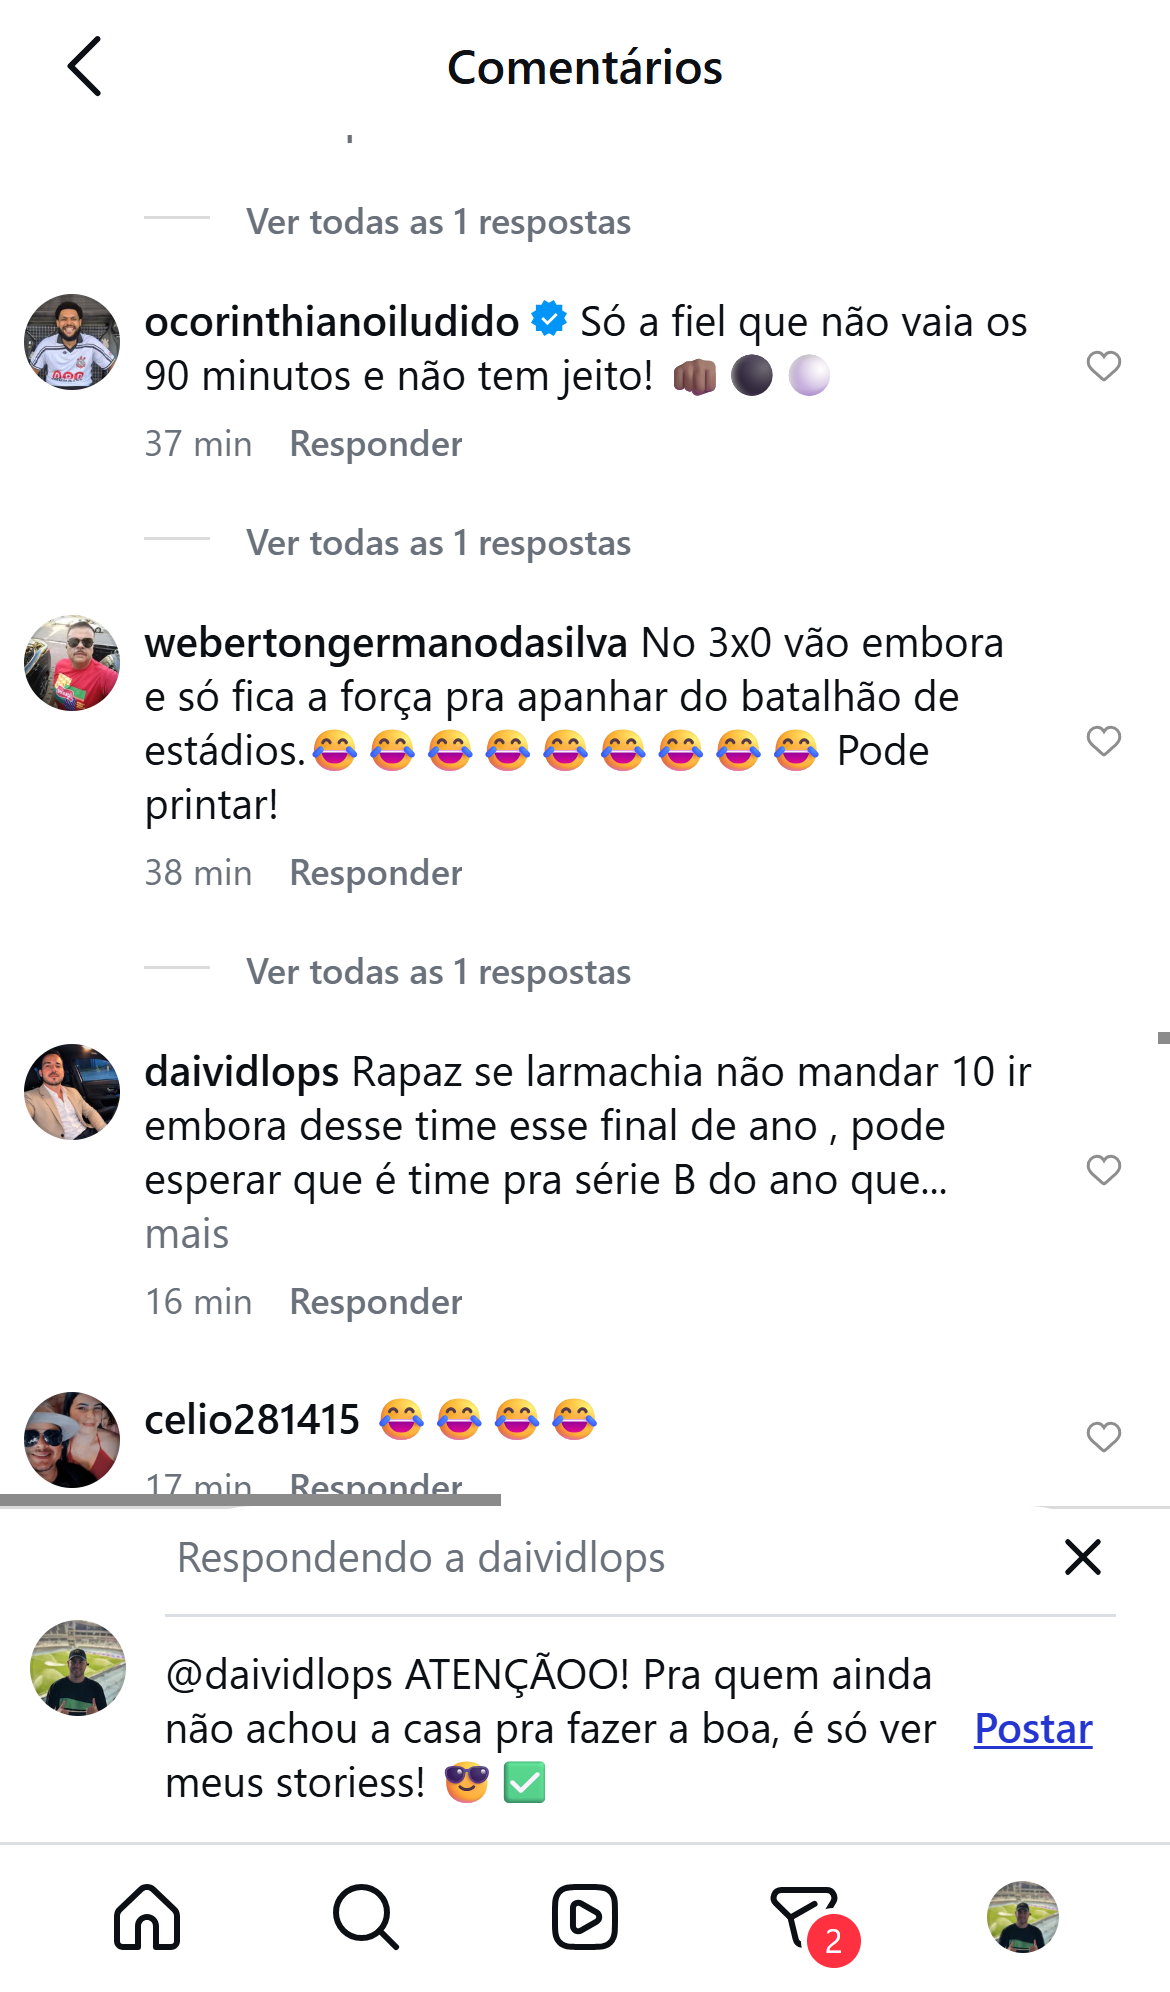 Comentários
Ver todas as 1 respostas
ocorinthianoiludido Só a fiel que não vaia os
90 minutos e não tem jeito! 👊🏾⚫⚪
37 min Responder
Ver todas as 1 respostas
webertongermanodasilva No 3x0 vão embora
e só fica a força pra apanhar do batalhão de
estádios.😂😂😂😂😂😂😂😂😂 Pode
printar!
38 min Responder
Ver todas as 1 respostas
daividlops Rapaz se larmachia não mandar 10 ir
embora desse time esse final de ano , pode
esperar que é time pra série B do ano que...
mais
16 min Responder
celio281415 😂😂😂😂
17 min Responder
Respondendo a daividlops
@daividlops ATENÇÃOO! Pra quem ainda
não achou a casa pra fazer a boa, é só ver
meus storiess! 😎✅
Postar
2